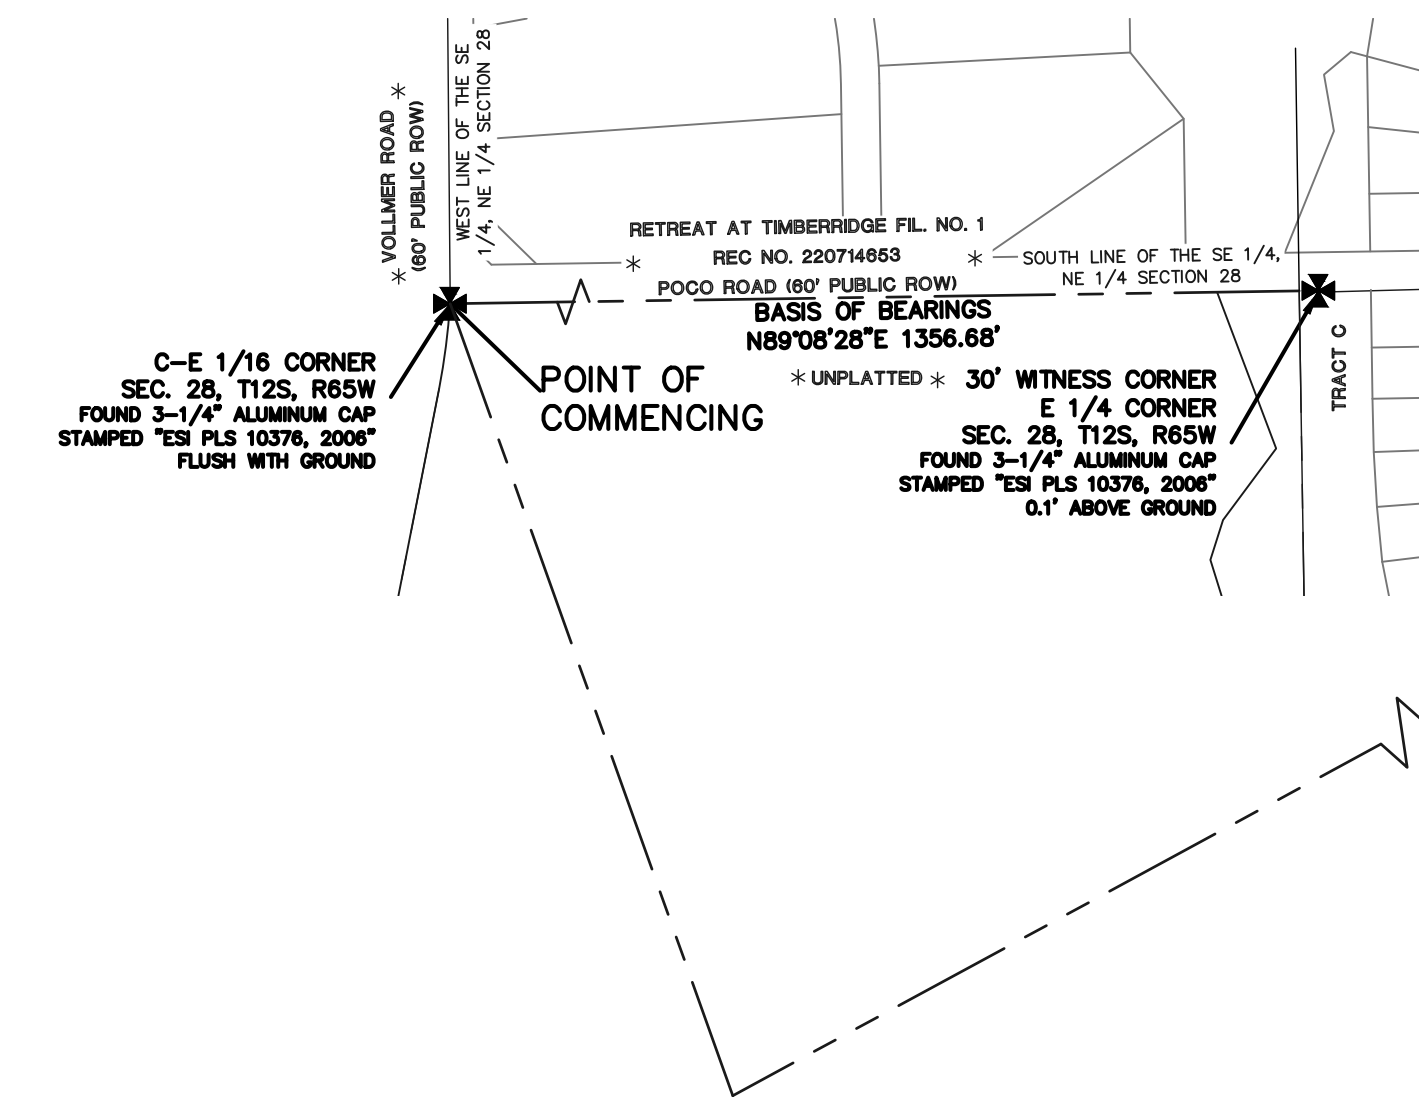 VOLLMER ROAD
(60' PUBLIC ROW)
WEST LINE OF THE SE
1/4, NE 1/4 SECTION 28
RETREAT AT TIMBERRIDGE FIL. NO. 1
REC NO. 220714653
POCO ROAD (60' PUBLIC ROW)
SOUTH LINE OF THE SE 1/4,
NE 1/4 SECTION 28
BASIS OF BEARINGS
N89°08'28"E 1356.68'
C-E 1/16 CORNER
SEC. 28, T12S, R65W
FOUND 3-1/4" ALUMINUM CAP
STAMPED "ESI PLS 10376, 2006"
FLUSH WITH GROUND
POINT OF
COMMENCING
UNPLATTED
30' WITNESS CORNER
E 1/4 CORNER
SEC. 28, T12S, R65W
FOUND 3-1/4" ALUMINUM CAP
STAMPED "ESI PLS 10376, 2006"
0.1' ABOVE GROUND
TRACT C